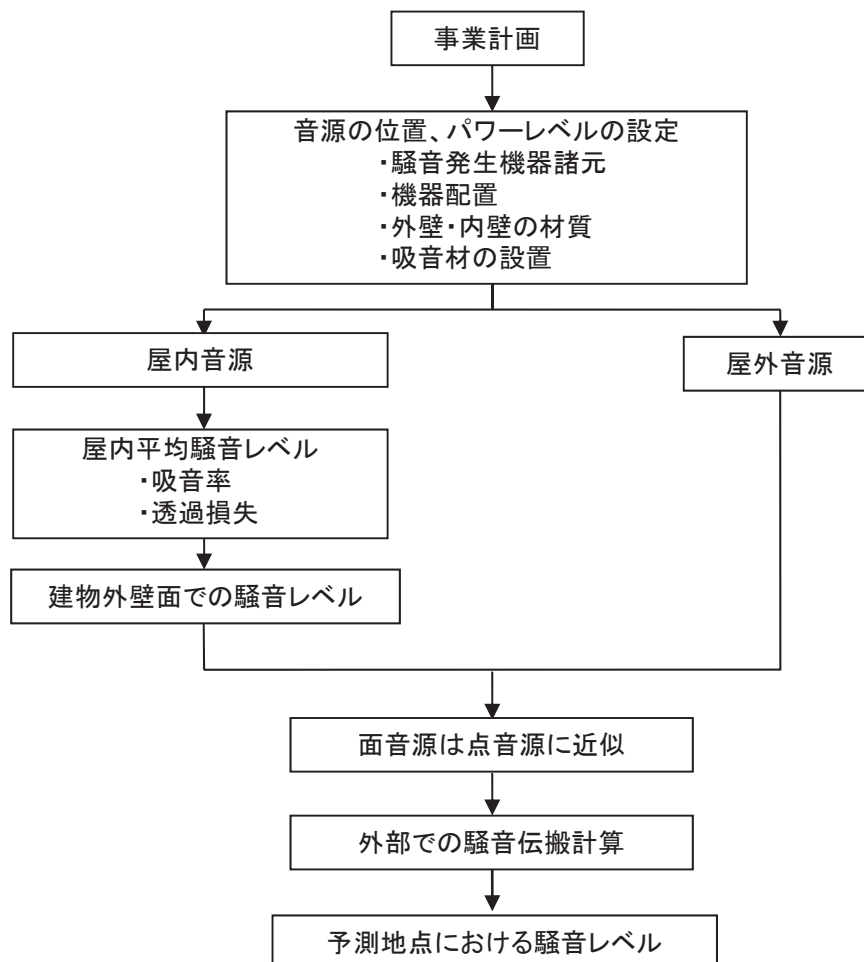 事業計画
音源の位置、パワーレベルの設定
・騒音発生機器諸元
・機器配置
・外壁・内壁の材質
・吸音材の設置
屋内音源
屋外音源
屋内平均騒音レベル
・吸音率
・透過損失
建物外壁面での騒音レベル
面音源は点音源に近似
外部での騒音伝搬計算
予測地点における騒音レベル